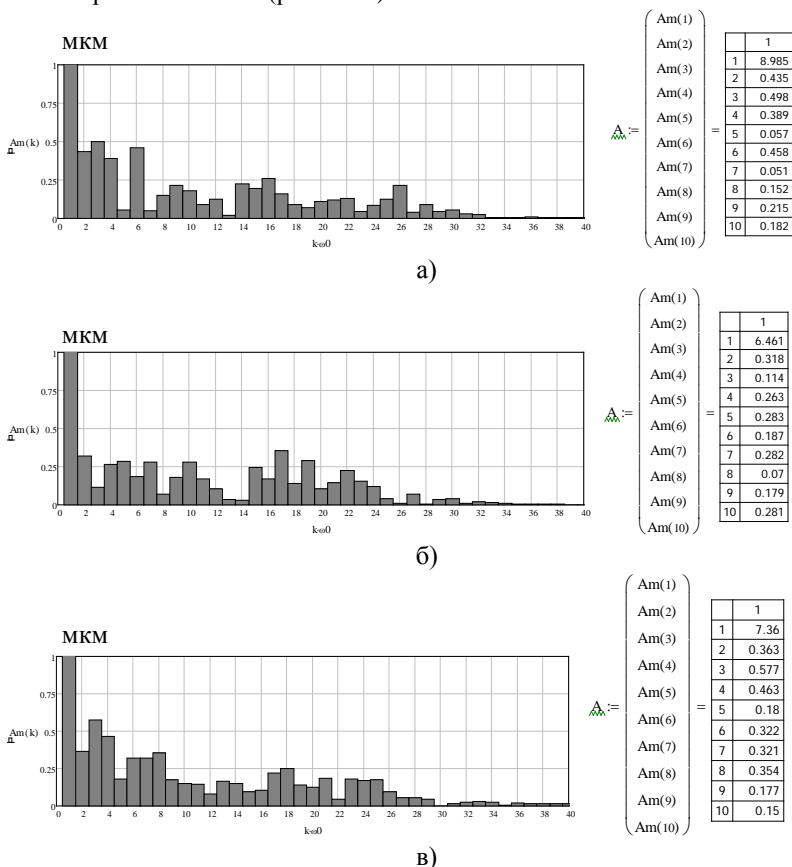 мкм
1
0.75
Am(k) 0.5
0.25
0
0 2 4 6 8 10 12 14 16 18 20 22 24 26 28 30 32 34 36 38 40
k·ω0
A := Am(1) Am(2) Am(3) Am(4) Am(5) Am(6) Am(7) Am(8) Am(9) Am(10) =
1
1 8.985
2 0.435
3 0.498
4 0.389
5 0.057
6 0.458
7 0.051
8 0.152
9 0.215
10 0.182
а)
мкм
1
0.75
Am(k) 0.5
0.25
0
0 2 4 6 8 10 12 14 16 18 20 22 24 26 28 30 32 34 36 38 40
k·ω0
A := Am(1) Am(2) Am(3) Am(4) Am(5) Am(6) Am(7) Am(8) Am(9) Am(10) =
1
1 6.461
2 0.318
3 0.114
4 0.263
5 0.283
6 0.187
7 0.282
8 0.07
9 0.179
10 0.281
б)
мкм
1
0.75
Am(k) 0.5
0.25
0
0 2 4 6 8 10 12 14 16 18 20 22 24 26 28 30 32 34 36 38 40
k·ω0
A := Am(1) Am(2) Am(3) Am(4) Am(5) Am(6) Am(7) Am(8) Am(9) Am(10) =
1
1 7.36
2 0.363
3 0.577
4 0.463
5 0.18
6 0.322
7 0.321
8 0.354
9 0.177
10 0.15
в)